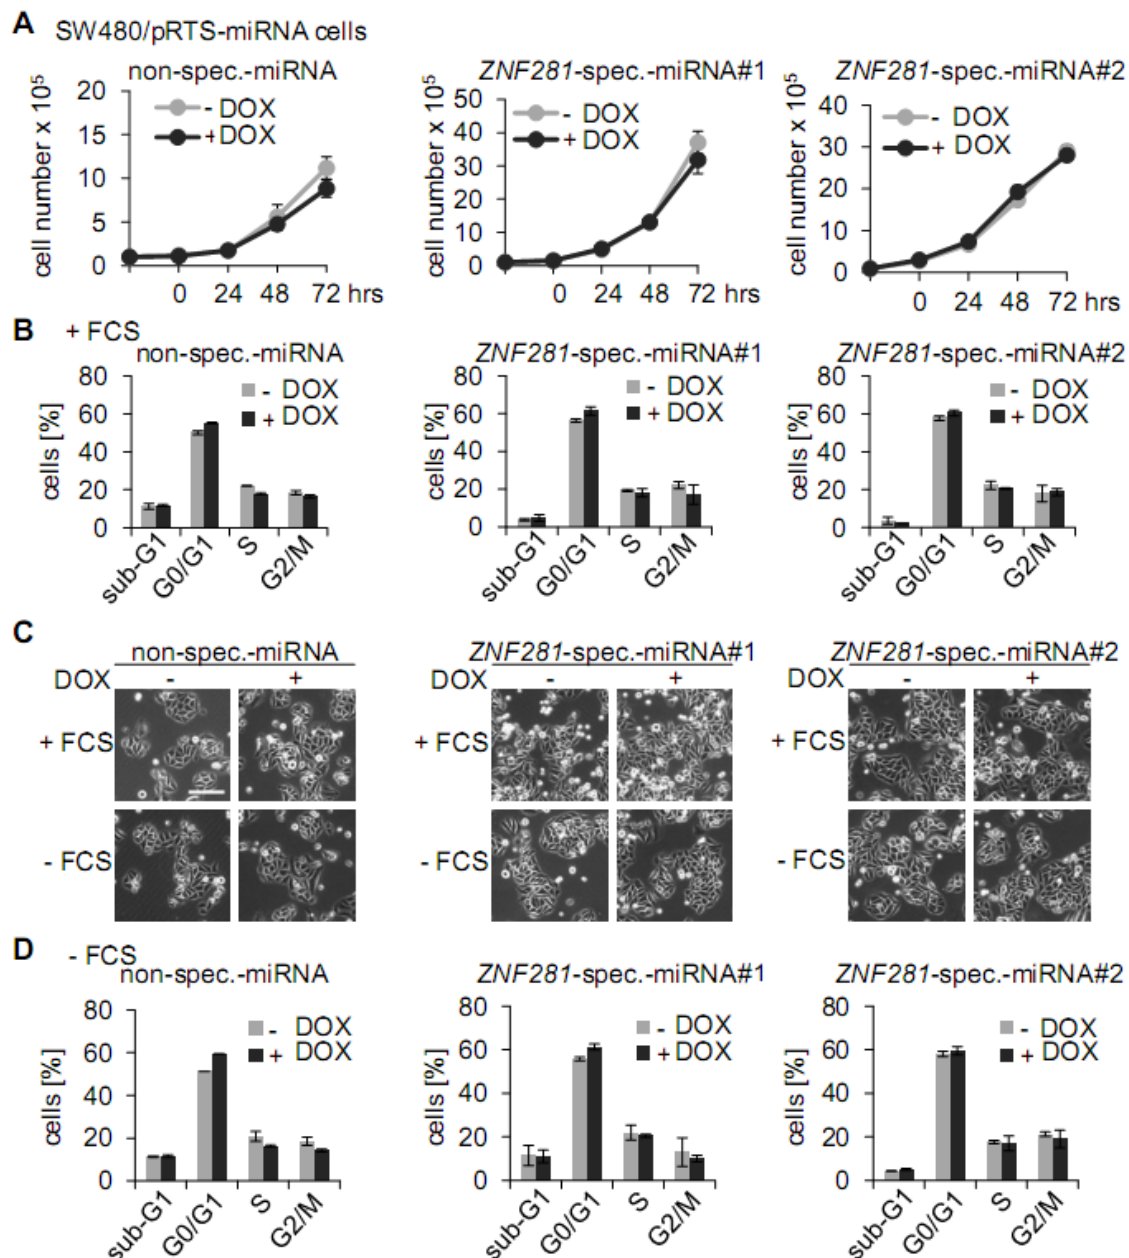 A SW480/pRTS-miRNA cells
non-spec.-miRNA
cell number x 10⁵
20
15
10
5
0
- DOX
+ DOX
0 24 48 72 hrs
ZNF281-spec.-miRNA#1
cell number x 10⁵
50
40
30
20
10
0
- DOX
+ DOX
0 24 48 72 hrs
ZNF281-spec.-miRNA#2
cell number x 10⁵
40
30
20
10
0
- DOX
+ DOX
0 24 48 72 hrs
B + FCS
non-spec.-miRNA
cells [%]
80
60
40
20
0
- DOX
+ DOX
sub-G1 G0/G1 S G2/M
ZNF281-spec.-miRNA#1
cells [%]
80
60
40
20
0
- DOX
+ DOX
sub-G1 G0/G1 S G2/M
ZNF281-spec.-miRNA#2
cells [%]
80
60
40
20
0
- DOX
+ DOX
sub-G1 G0/G1 S G2/M
C
non-spec.-miRNA
DOX - +
+ FCS
- FCS
ZNF281-spec.-miRNA#1
DOX - +
+ FCS
- FCS
ZNF281-spec.-miRNA#2
DOX - +
+ FCS
- FCS
D - FCS
non-spec.-miRNA
cells [%]
80
60
40
20
0
- DOX
+ DOX
sub-G1 G0/G1 S G2/M
ZNF281-spec.-miRNA#1
cells [%]
80
60
40
20
0
- DOX
+ DOX
sub-G1 G0/G1 S G2/M
ZNF281-spec.-miRNA#2
cells [%]
80
60
40
20
0
- DOX
+ DOX
sub-G1 G0/G1 S G2/M